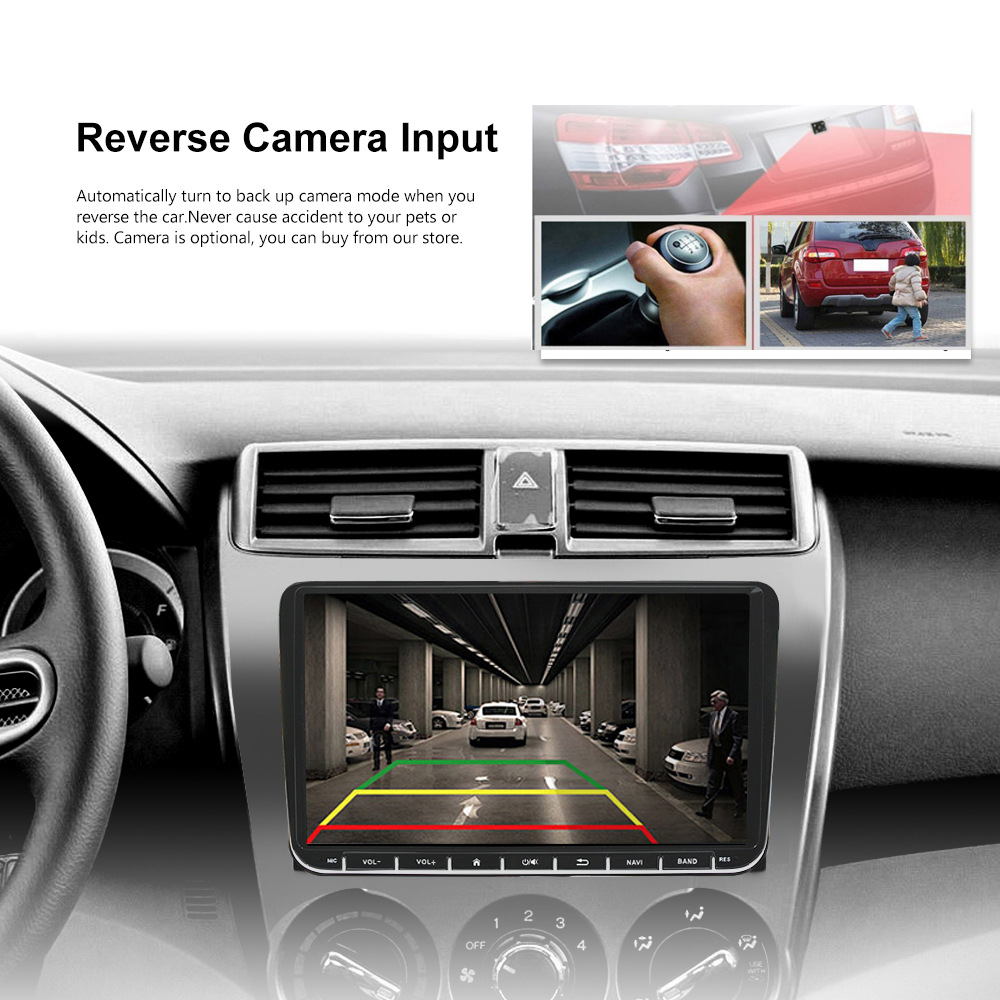 Reverse Camera Input
Automatically turn to back up camera mode when you
reverse the car.Never cause accident to your pets or
kids. Camera is optional, you can buy from our store.
F
MIC VOL- VOL+ NAVI BAND RES
OFF 1 2 3 4
USE
WITH